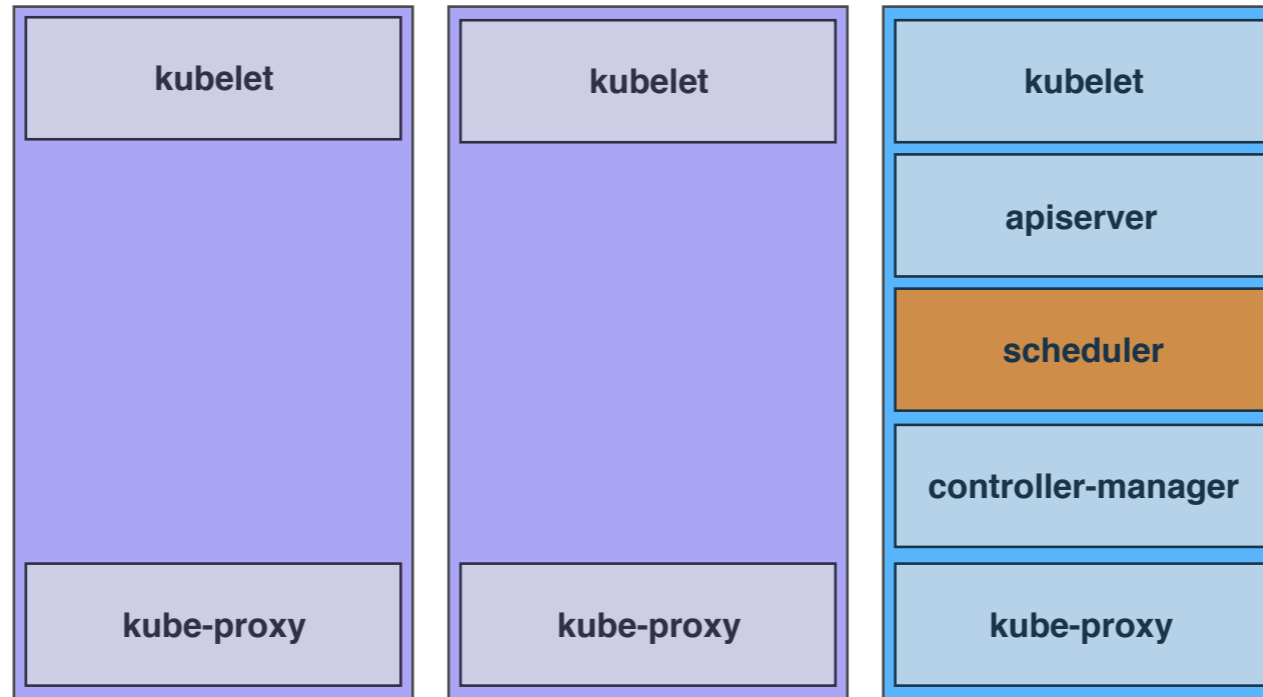 kubelet
kube-proxy
kubelet
kube-proxy
kubelet
apiserver
scheduler
controller-manager
kube-proxy